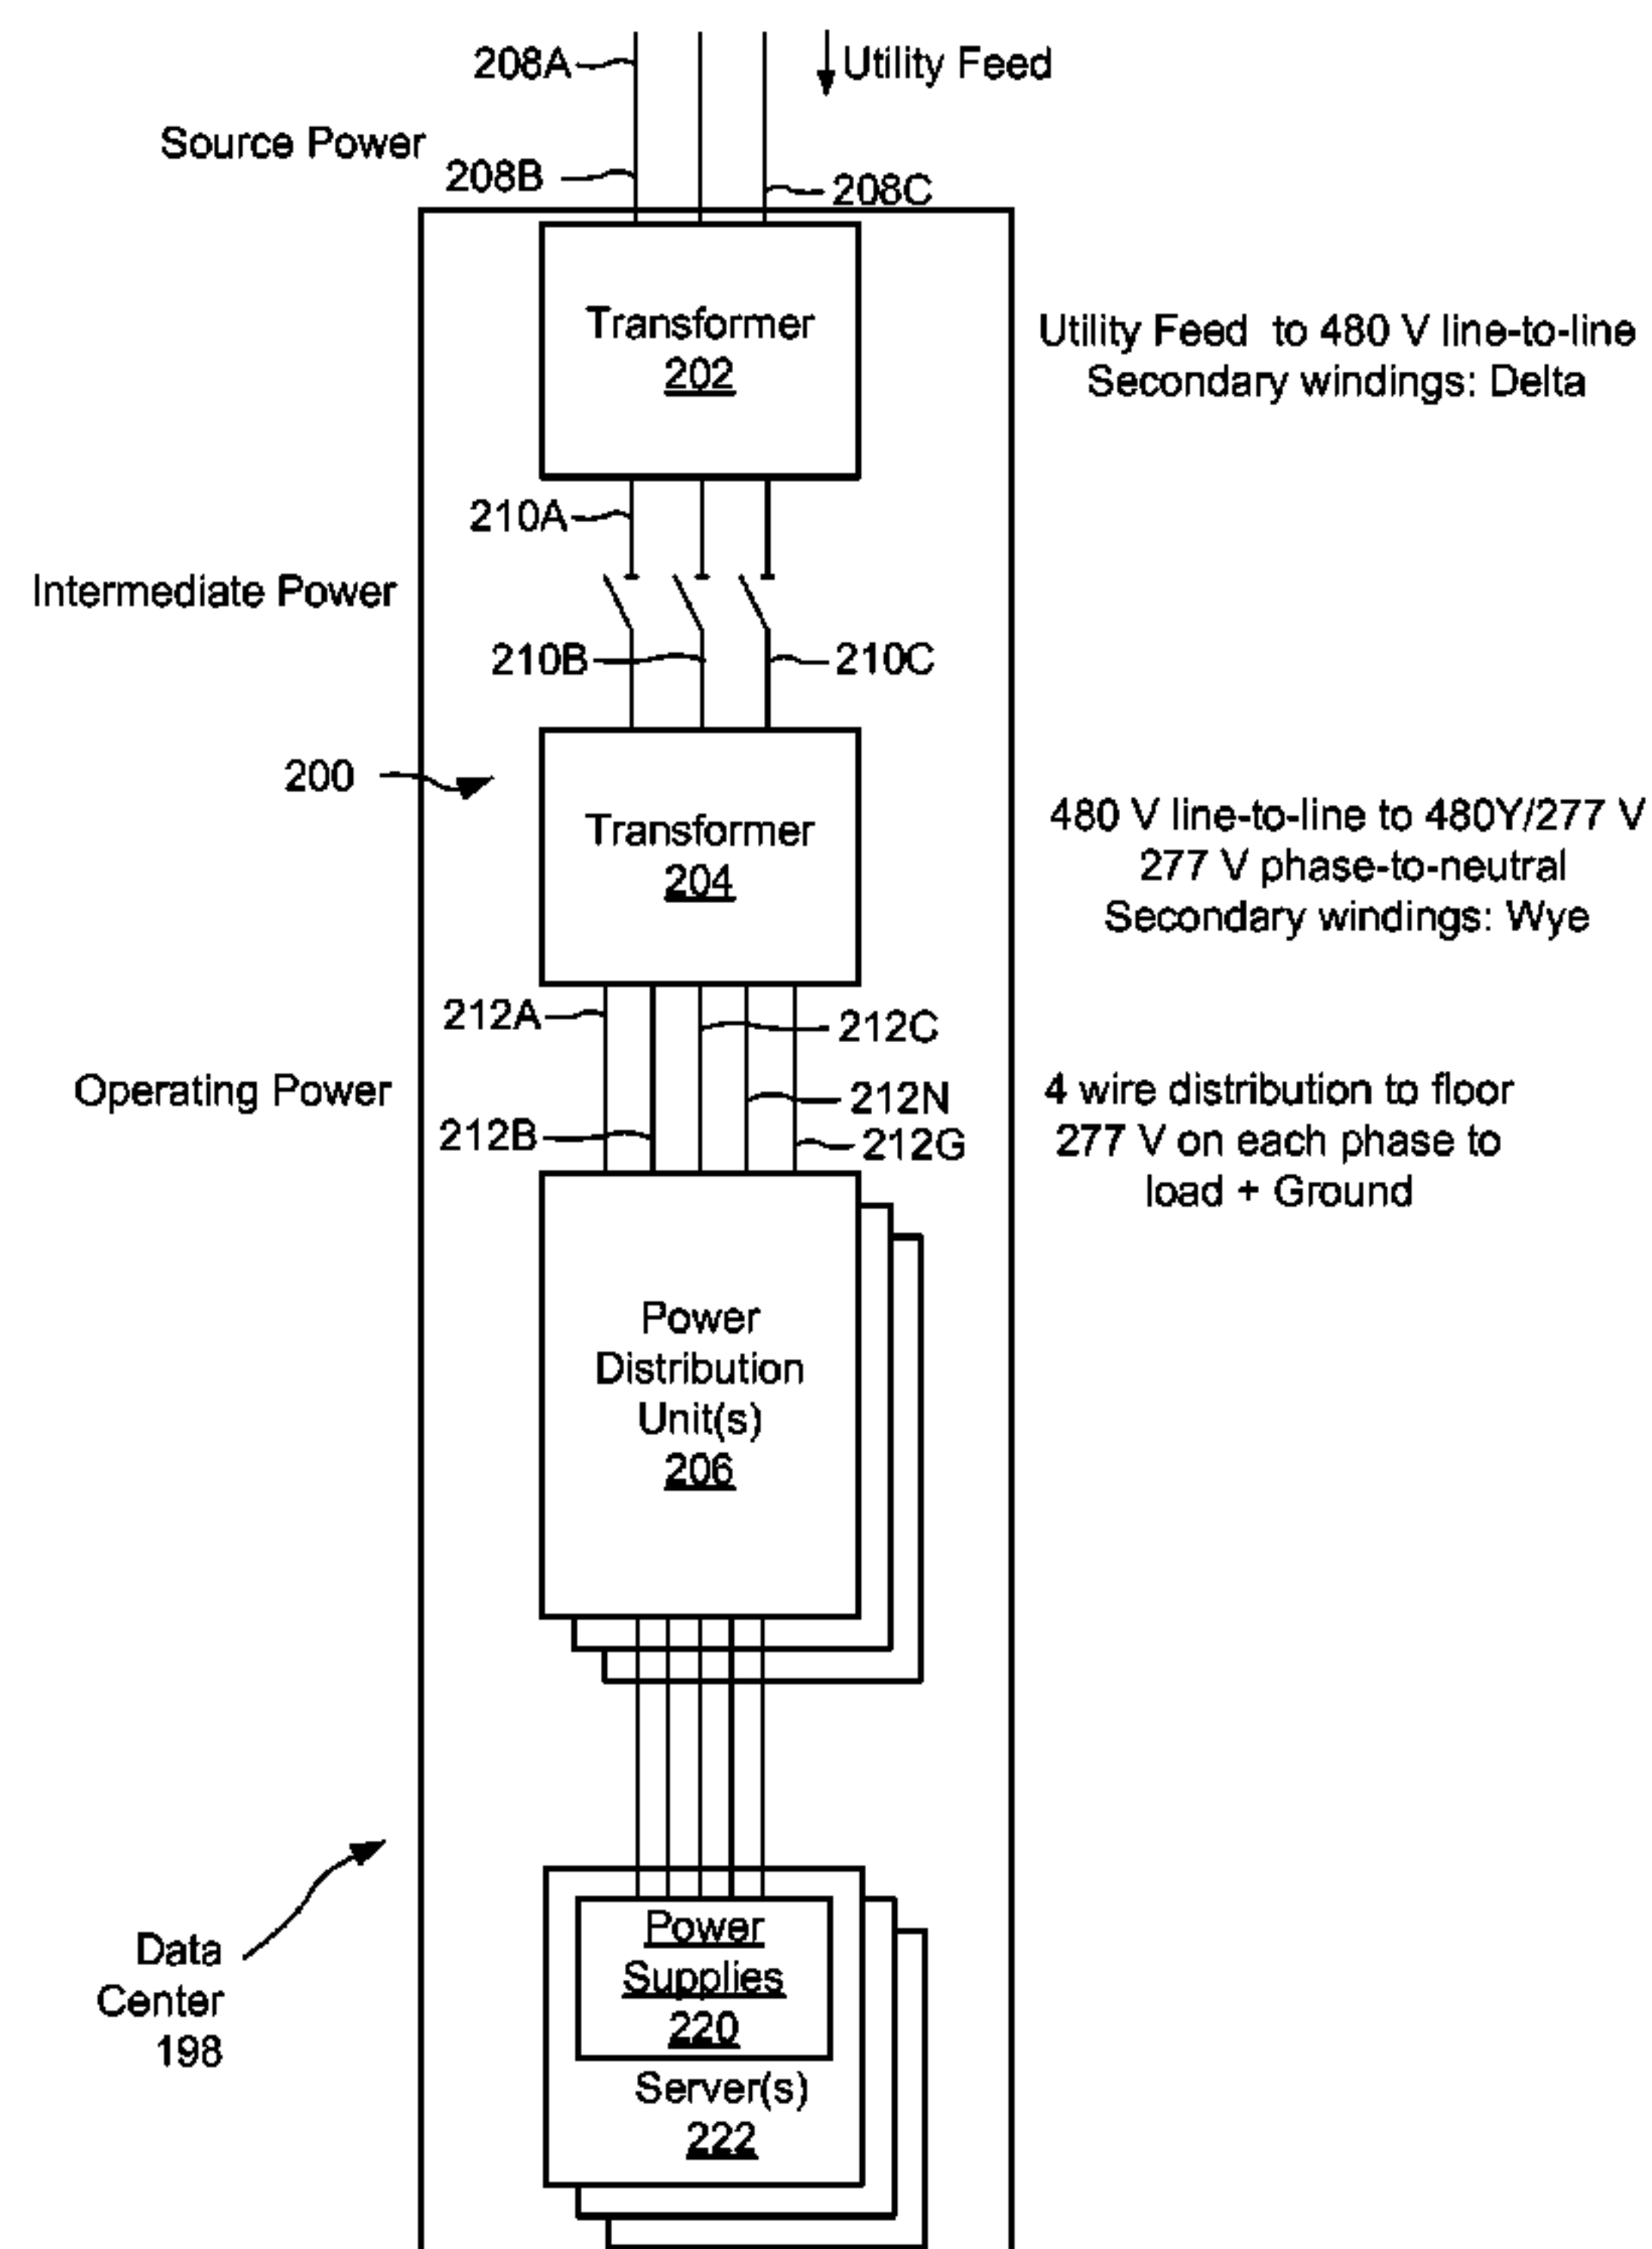 208A
Utility Feed
Source Power
208B
208C
Transformer
202
Utility Feed to 480 V line-to-line
Secondary windings: Delta
210A
Intermediate Power
210B
210C
200
Transformer
204
480 V line-to-line to 480Y/277 V
277 V phase-to-neutral
Secondary windings: Wye
212A
212C
Operating Power
212N
212B
212G
4 wire distribution to floor
277 V on each phase to
load + Ground
Power
Distribution
Unit(s)
206
Data
Center
198
Power
Supplies
220
Server(s)
222